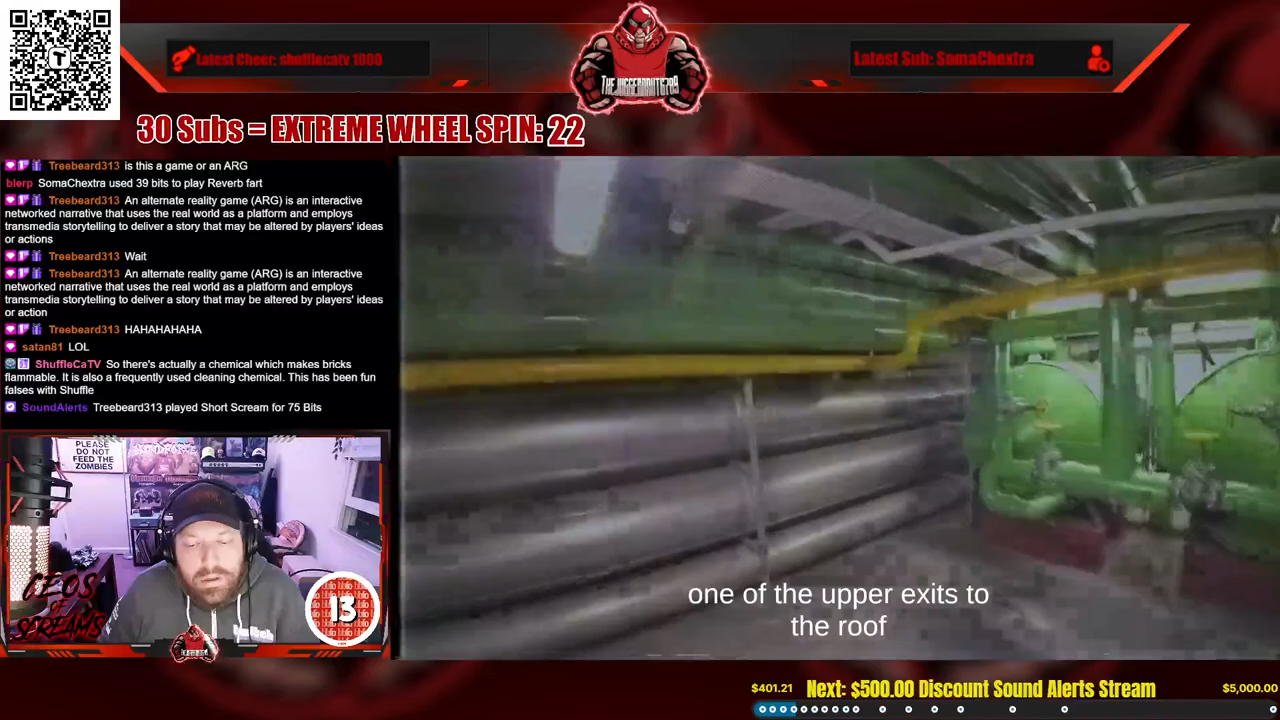 Latest Cheer: shufflecatv 1000
THEJUGGERNAUT6789
Latest Sub: SomaChextra
30 Subs = EXTREME WHEEL SPIN: 22
Treebeard313 is this a game or an ARG
blerp SomaChextra used 39 bits to play Reverb fart
Treebeard313 An alternate reality game (ARG) is an interactive
networked narrative that uses the real world as a platform and employs
transmedia storytelling to deliver a story that may be altered by players' ideas
or actions
Treebeard313 Wait
Treebeard313 An alternate reality game (ARG) is an interactive
networked narrative that uses the real world as a platform and employs
transmedia storytelling to deliver a story that may be altered by players' ideas
or action
Treebeard313 HAHAHAHAHA
satan81 LOL
ShuffleCaTV So there's actually a chemical which makes bricks
flammable. It is also a frequently used cleaning chemical. This has been fun
falses with Shuffle
SoundAlerts Treebeard313 played Short Scream for 75 Bits
PLEASE
DO NOT
FEED THE
ZOMBIES
CEOS
OF
STREAMS
13
one of the upper exits to
the roof
$401.21 Next: $500.00 Discount Sound Alerts Stream $5,000.00